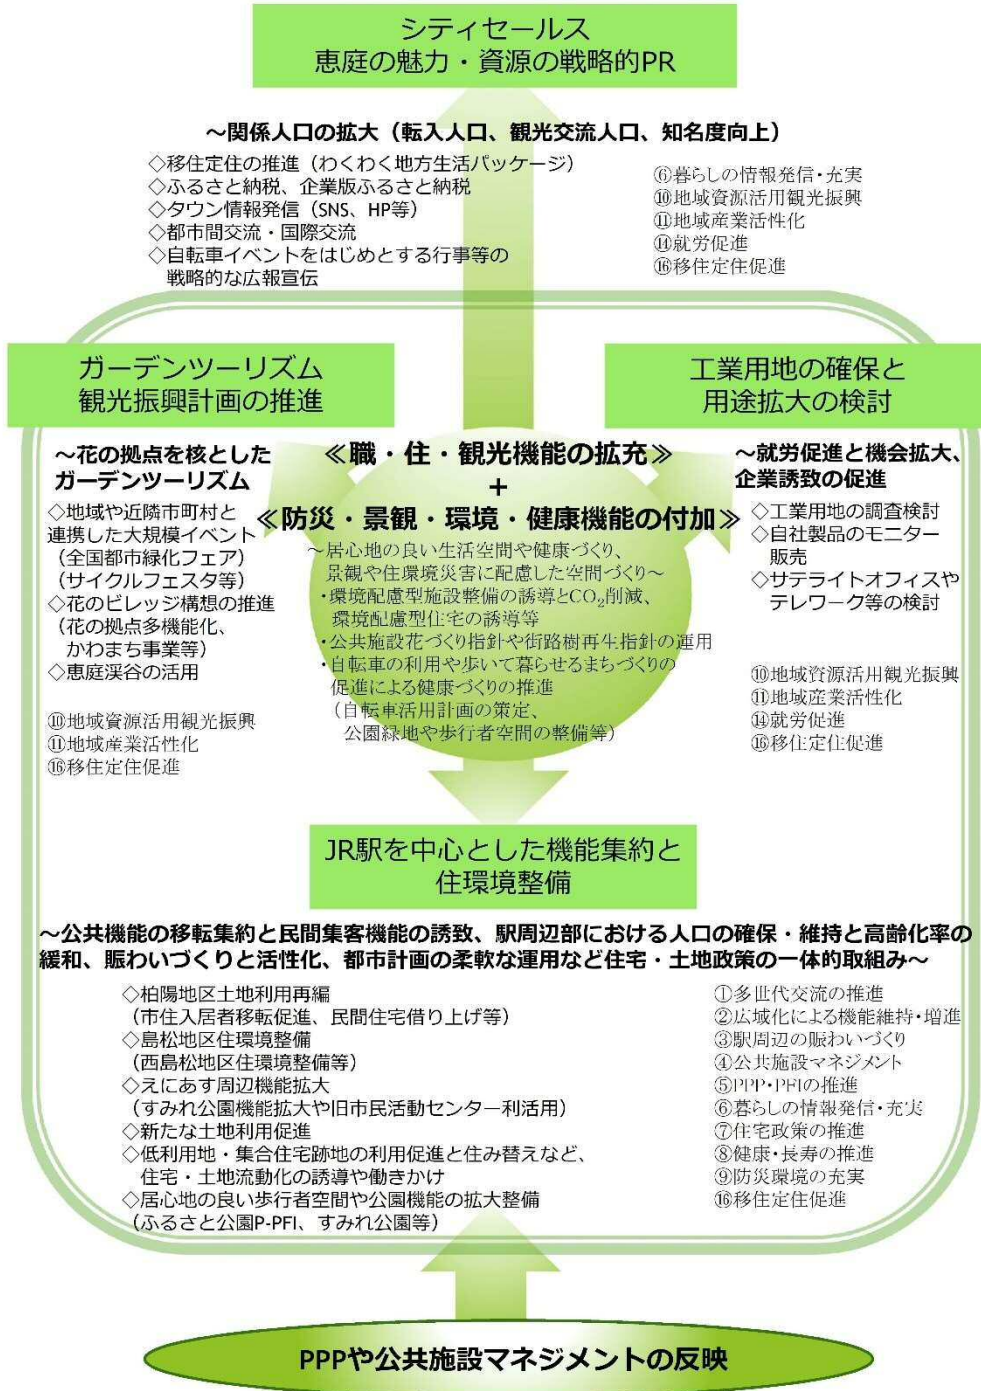 シティセールス
恵庭の魅力・資源の戦略的PR
～関係人口の拡大（転入人口、観光交流人口、知名度向上）
◇移住定住の推進（わくわく地方生活パッケージ）
◇ふるさと納税、企業版ふるさと納税
◇タウン情報発信（SNS、HP等）
◇都市間交流・国際交流
◇自転車イベントをはじめとする行事等の
戦略的な広報宣伝
⑥暮らしの情報発信・充実
⑩地域資源活用観光振興
⑪地域産業活性化
⑭就労促進
⑯移住定住促進
ガーデンツーリズム
観光振興計画の推進
～花の拠点を核とした
ガーデンツーリズム
◇地域や近隣市町村と
連携した大規模イベント
（全国都市緑化フェア）
（サイクルフェスタ等）
◇花のビレッジ構想の推進
（花の拠点多機能化、
かわまち事業等）
◇恵庭渓谷の活用
⑩地域資源活用観光振興
⑪地域産業活性化
⑯移住定住促進
≪職・住・観光機能の拡充≫
+
≪防災・景観・環境・健康機能の付加≫
～居心地の良い生活空間や健康づくり、
景観や住環境災害に配慮した空間づくり～
・環境配慮型施設整備の誘導とCO₂削減、
環境配慮型住宅の誘導等
・公共施設花づくり指針や街路樹再生指針の運用
・自転車の利用や歩いて暮らせるまちづくりの
促進による健康づくりの推進
（自転車活用計画の策定、
公園緑地や歩行者空間の整備等）
工業用地の確保と
用途拡大の検討
～就労促進と機会拡大、
企業誘致の促進
◇工業用地の調査検討
◇自社製品のモニター
販売
◇サテライトオフィスや
テレワーク等の検討
⑩地域資源活用観光振興
⑪地域産業活性化
⑭就労促進
⑯移住定住促進
JR駅を中心とした機能集約と
住環境整備
～公共機能の移転集約と民間集客機能の誘致、駅周辺部における人口の確保・維持と高齢化率の
緩和、賑わいづくりと活性化、都市計画の柔軟な運用など住宅・土地政策の一体的取組み～
◇柏陽地区土地利用再編
（市住入居者移転促進、民間住宅借り上げ等）
◇島松地区住環境整備
（西島松地区住環境整備等）
◇えにあす周辺機能拡大
（すみれ公園機能拡大や旧市民活動センター利活用）
◇新たな土地利用促進
◇低利用地・集合住宅跡地の利用促進と住み替えなど、
住宅・土地流動化の誘導や働きかけ
◇居心地の良い歩行者空間や公園機能の拡大整備
（ふるさと公園P-PFI、すみれ公園等）
①多世代交流の推進
②広域化による機能維持・増進
③駅周辺の賑わいづくり
④公共施設マネジメント
⑤PPP・PFIの推進
⑥暮らしの情報発信・充実
⑦住宅政策の推進
⑧健康・長寿の推進
⑨防災環境の充実
⑯移住定住促進
PPPや公共施設マネジメントの反映